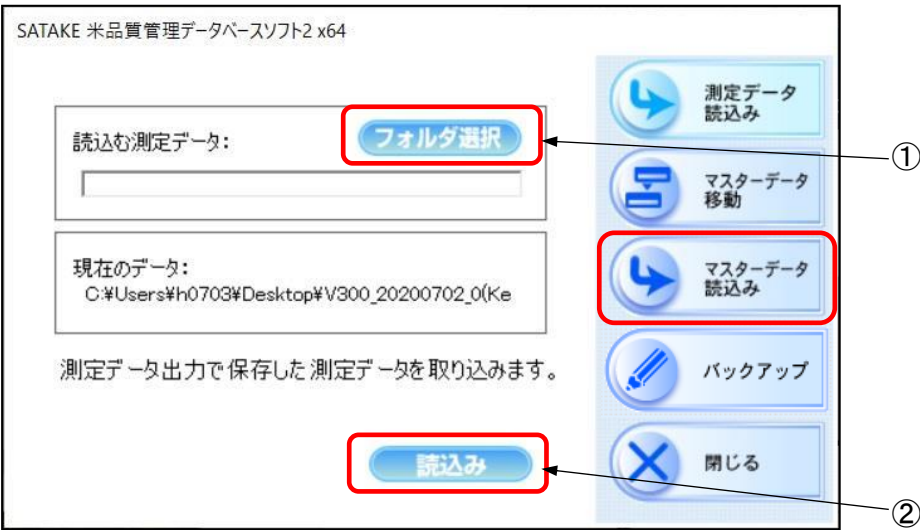 SATAKE 米品質管理データベースソフト2 x64
読込む測定データ:
フォルダ選択
①
現在のデータ:
C:¥Users¥h0703¥Desktop¥V300_20200702_0(Ke
測定データ出力で保存した測定データを取り込みます。
読込み
②
測定データ
読込み
マスターデータ
移動
マスターデータ
読込み
バックアップ
閉じる